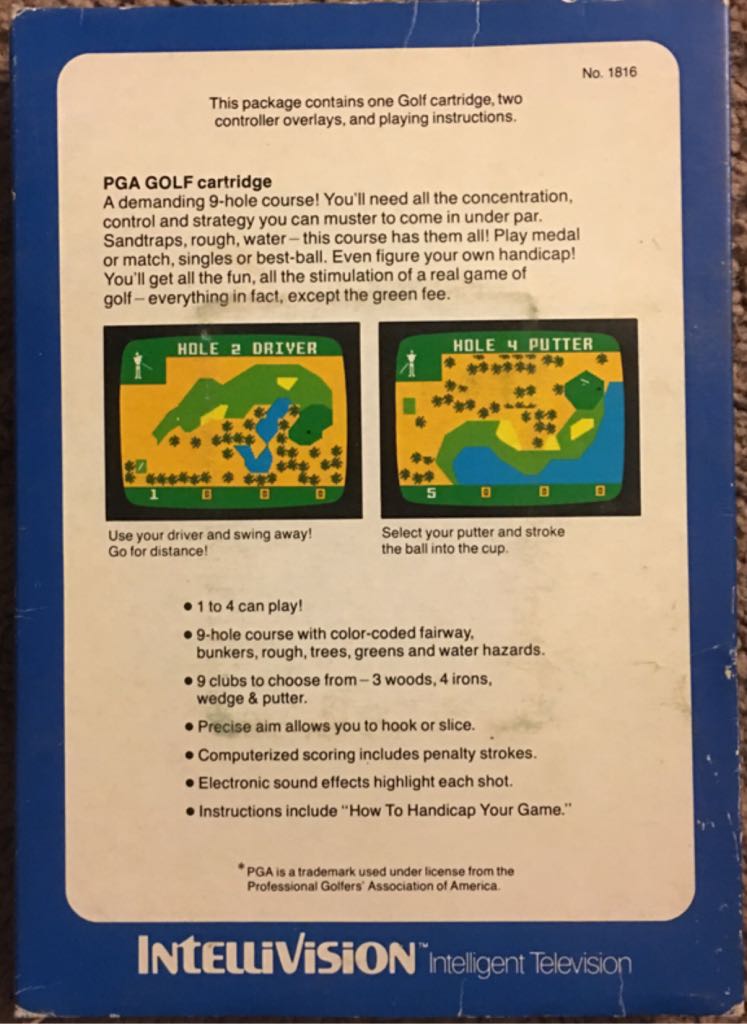 No. 1816
This package contains one Golf cartridge, two
controller overlays, and playing instructions.
PGA GOLF cartridge
A demanding 9-hole course! You'll need all the concentration,
control and strategy you can muster to come in under par.
Sandtraps, rough, water – this course has them all! Play medal
or match, singles or best-ball. Even figure your own handicap!
You'll get all the fun, all the stimulation of a real game of
golf – everything in fact, except the green fee.
HOLE 2 DRIVER
1 0 0 0
Use your driver and swing away!
Go for distance!
HOLE 4 PUTTER
5 0 0 0
Select your putter and stroke
the ball into the cup.
● 1 to 4 can play!
● 9-hole course with color-coded fairway,
bunkers, rough, trees, greens and water hazards.
● 9 clubs to choose from – 3 woods, 4 irons,
wedge & putter.
● Precise aim allows you to hook or slice.
● Computerized scoring includes penalty strokes.
● Electronic sound effects highlight each shot.
● Instructions include "How To Handicap Your Game."
*PGA is a trademark used under license from the
Professional Golfers' Association of America.
INTELLIVISION™ Intelligent Television